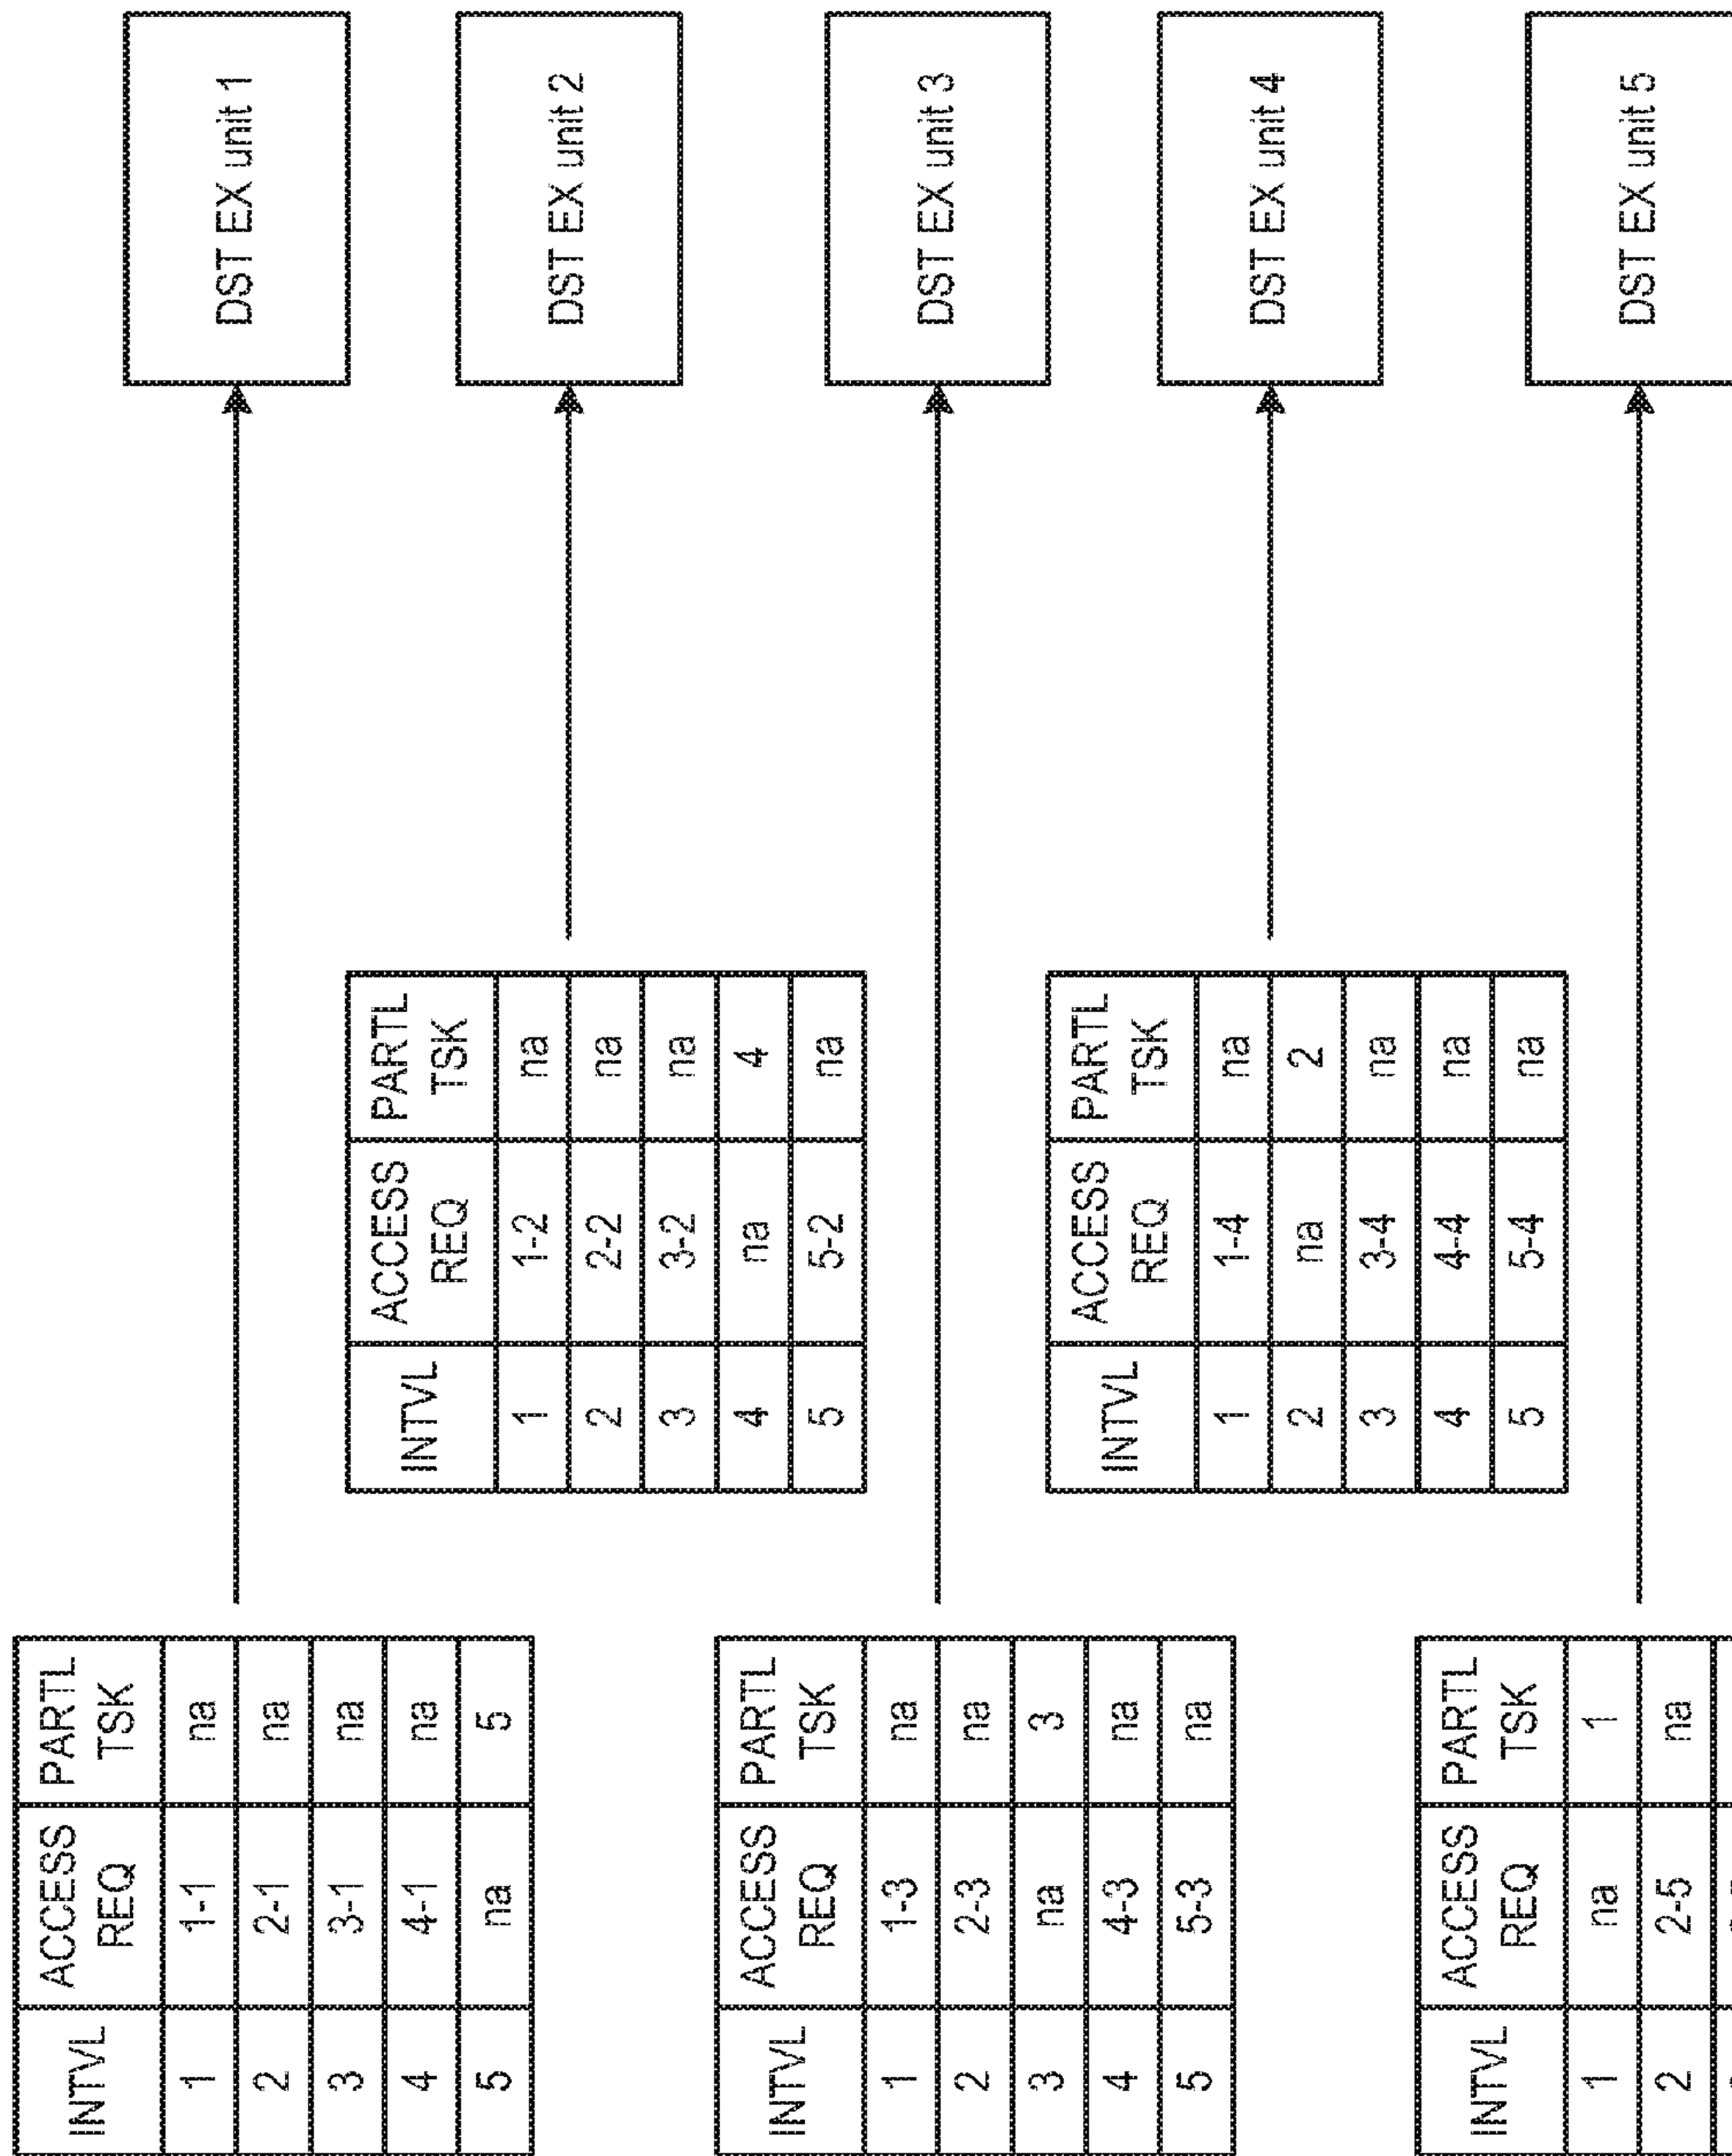 INTVL ACCESS REQ PARTL TSK
1 1-1 na
2 2-1 na
3 3-1 na
4 4-1 na
5 na 5
DST EX unit 1
INTVL ACCESS REQ PARTL TSK
1 1-2 na
2 2-2 na
3 3-2 na
4 na 4
5 5-2 na
DST EX unit 2
INTVL ACCESS REQ PARTL TSK
1 1-3 na
2 2-3 na
3 na 3
4 4-3 na
5 5-3 na
DST EX unit 3
INTVL ACCESS REQ PARTL TSK
1 1-4 na
2 na 2
3 3-4 na
4 4-4 na
5 5-4 na
DST EX unit 4
INTVL ACCESS REQ PARTL TSK
1 na 1
2 2-5 na
DST EX unit 5